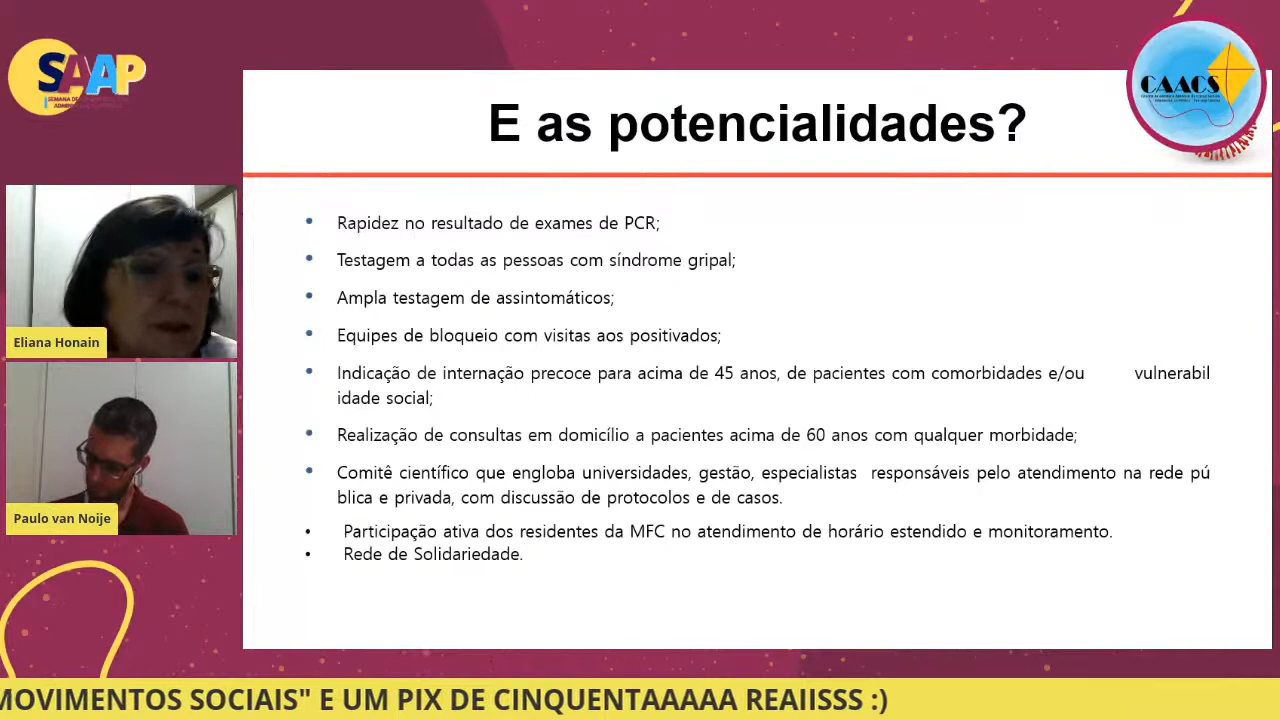 SAAP
SEMANA DE
CAACS
E as potencialidades?
Rapidez no resultado de exames de PCR;
Testagem a todas as pessoas com síndrome gripal;
Ampla testagem de assintomáticos;
Equipes de bloqueio com visitas aos positivados;
Indicação de internação precoce para acima de 45 anos, de pacientes com comorbidades e/ou vulnerabil
idade social;
Realização de consultas em domicílio a pacientes acima de 60 anos com qualquer morbidade;
Comitê científico que engloba universidades, gestão, especialistas responsáveis pelo atendimento na rede pú
blica e privada, com discussão de protocolos e de casos.
Participação ativa dos residentes da MFC no atendimento de horário estendido e monitoramento.
Rede de Solidariedade.
Eliana Honain
Paulo van Noije
MOVIMENTOS SOCIAIS" E UM PIX DE CINQUENTAAAAA REAIISSS :)